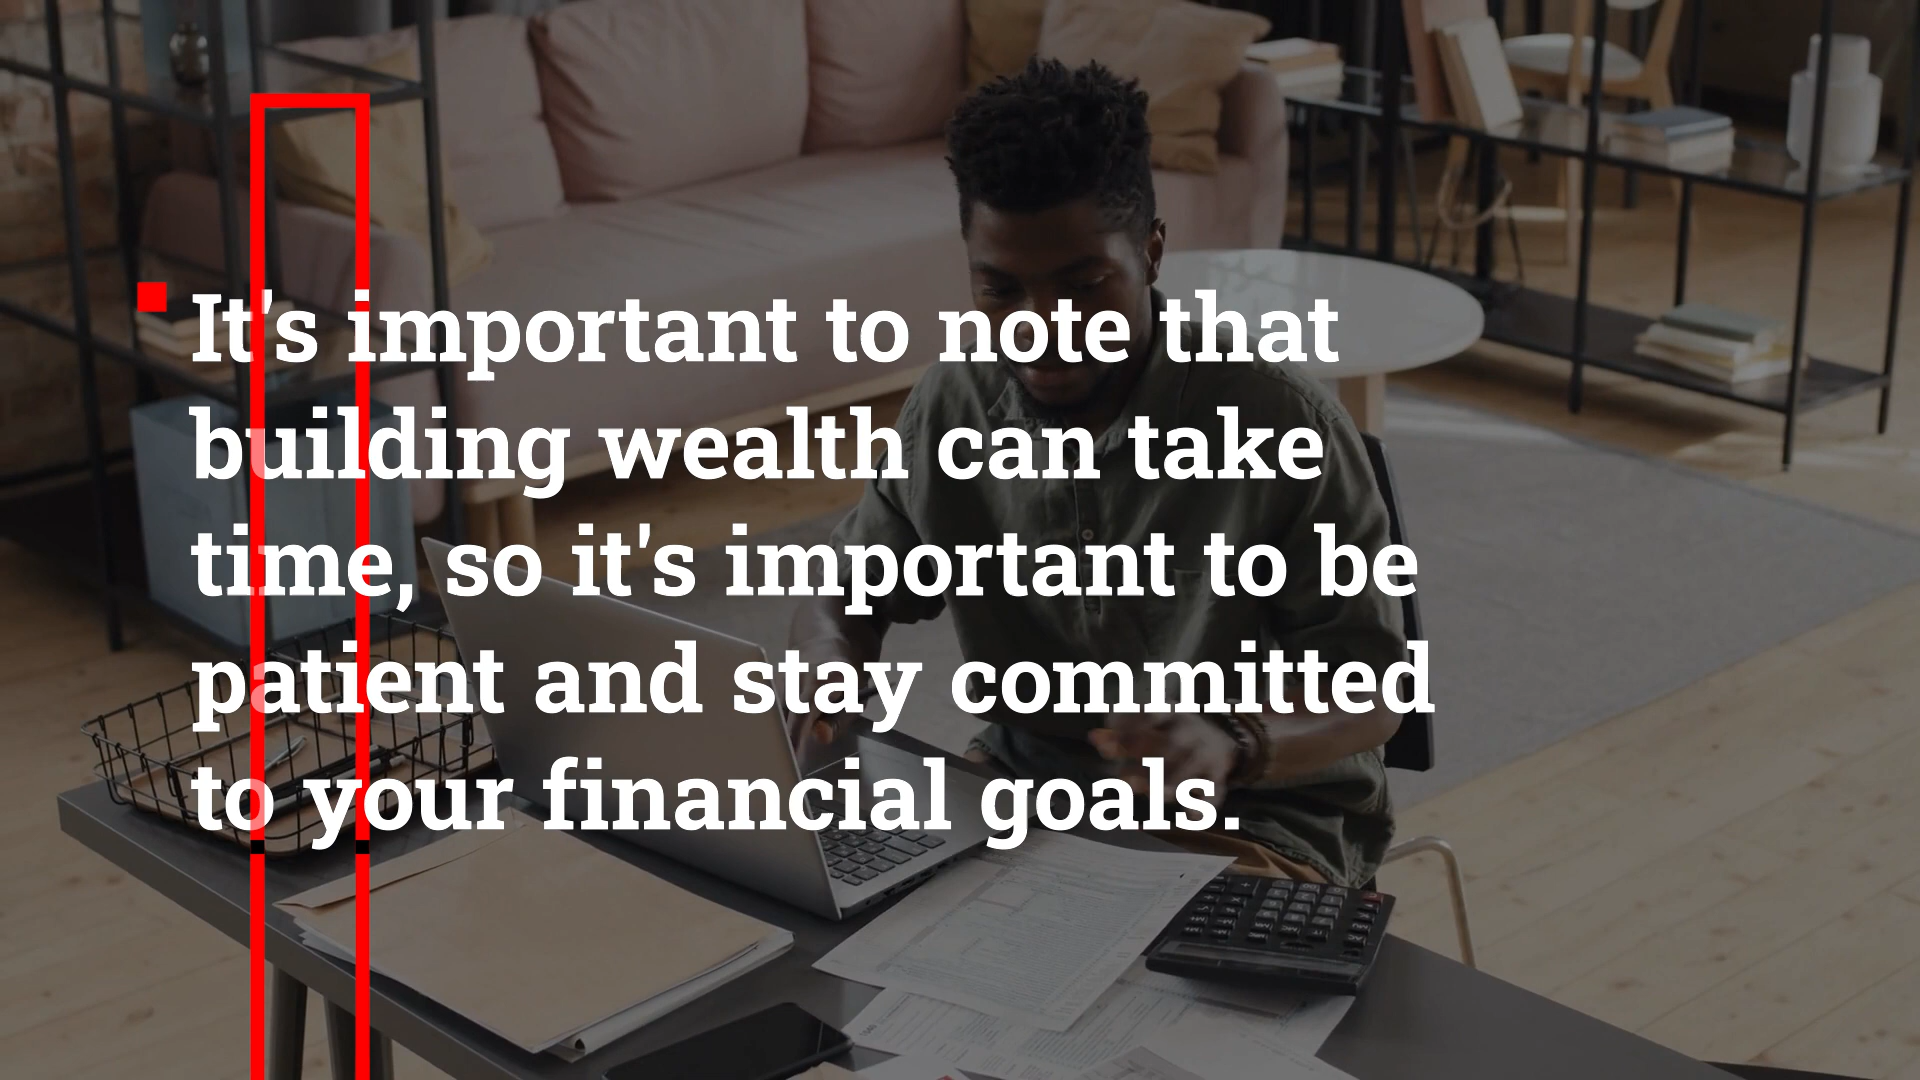 It's important to note that
building wealth can take
time, so it's important to be
patient and stay committed
to your financial goals.